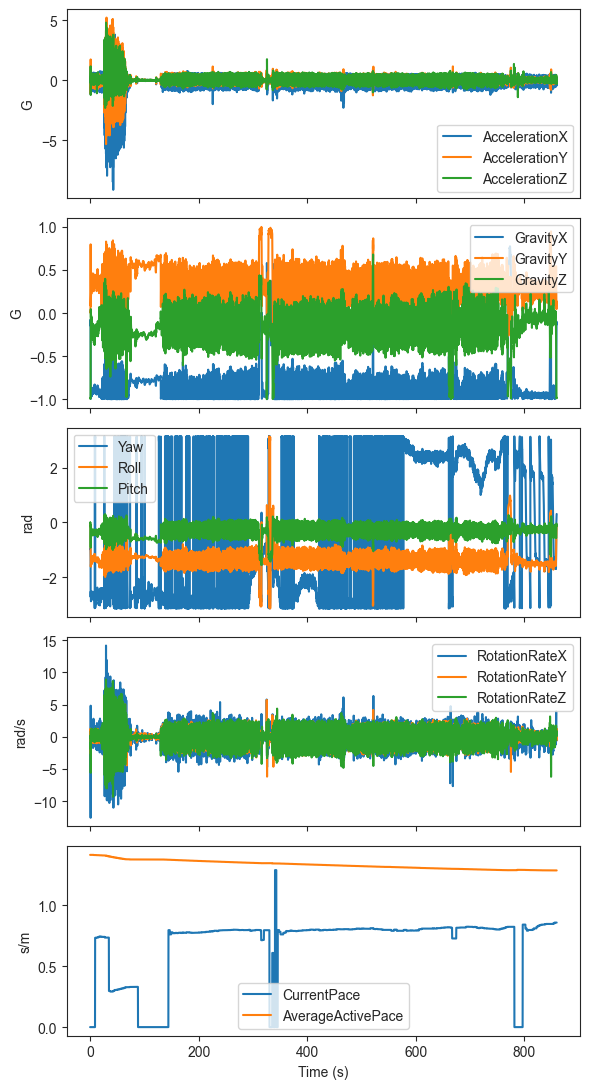 5
0
−5
G
AccelerationX
AccelerationY
AccelerationZ
1.0
0.5
0.0
−0.5
−1.0
G
GravityX
GravityY
GravityZ
2
0
−2
rad
Yaw
Roll
Pitch
15
10
5
0
−5
−10
rad/s
RotationRateX
RotationRateY
RotationRateZ
1.0
0.5
0.0
s/m
CurrentPace
AverageActivePace
0 200 400 600 800
Time (s)